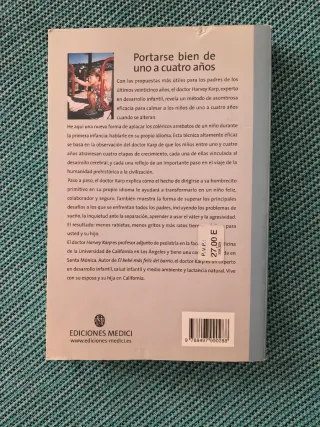 Portarse bien de
uno a cuatro años
Con las propuestas más útiles para los padres de los
últimos veinticinco años, el doctor Harvey Karp, experto
en desarrollo infantil, revela un método de asombrosa
eficacia para calmar a los niños de uno a cuatro años
cuando se alteran.
He aquí una nueva forma de aplacar los coléricos arrebatos de un niño durante
la primera infancia: hablarle en su propio idioma. Esta técnica altamente eficaz
se basa en la observación del doctor Karp de que los niños entre uno y cuatro
años atraviesan cuatro etapas de crecimiento, cada una de ellas vinculada al
desarrollo cerebral, y cada una reflejo de un importante paso en el viaje de la
humanidad prehistórica a la civilización.
Paso a paso, el doctor Karp explica cómo el hecho de dirigirse a su hombrecito
primitivo en su propio idioma lo ayudará a transformarlo en un niño feliz,
colaborador y seguro. También muestra la forma de superar los principales
desafíos a los que se enfrentan los padres, incluyendo los problemas de
sueño, la inquietud ante la separación, aprender a usar el váter y la agresividad.
El resultado: menos rabietas, menos gritos y más ratos
usted y su hijo.
El doctor Harvey Karp es profesor adjunto de pediatría en la
de la Universidad de California en Los Ángeles y tiene una
Santa Mónica. Autor de El bebé más feliz del barrio, el doctor Karp es un experto
en desarrollo infantil, salud infantil y medio ambiente y lactancia natural. Vive
con su esposa y su hija en California.
P.V.P.
27.00 E
EDICIONES MEDICI
www.ediciones-medici.es